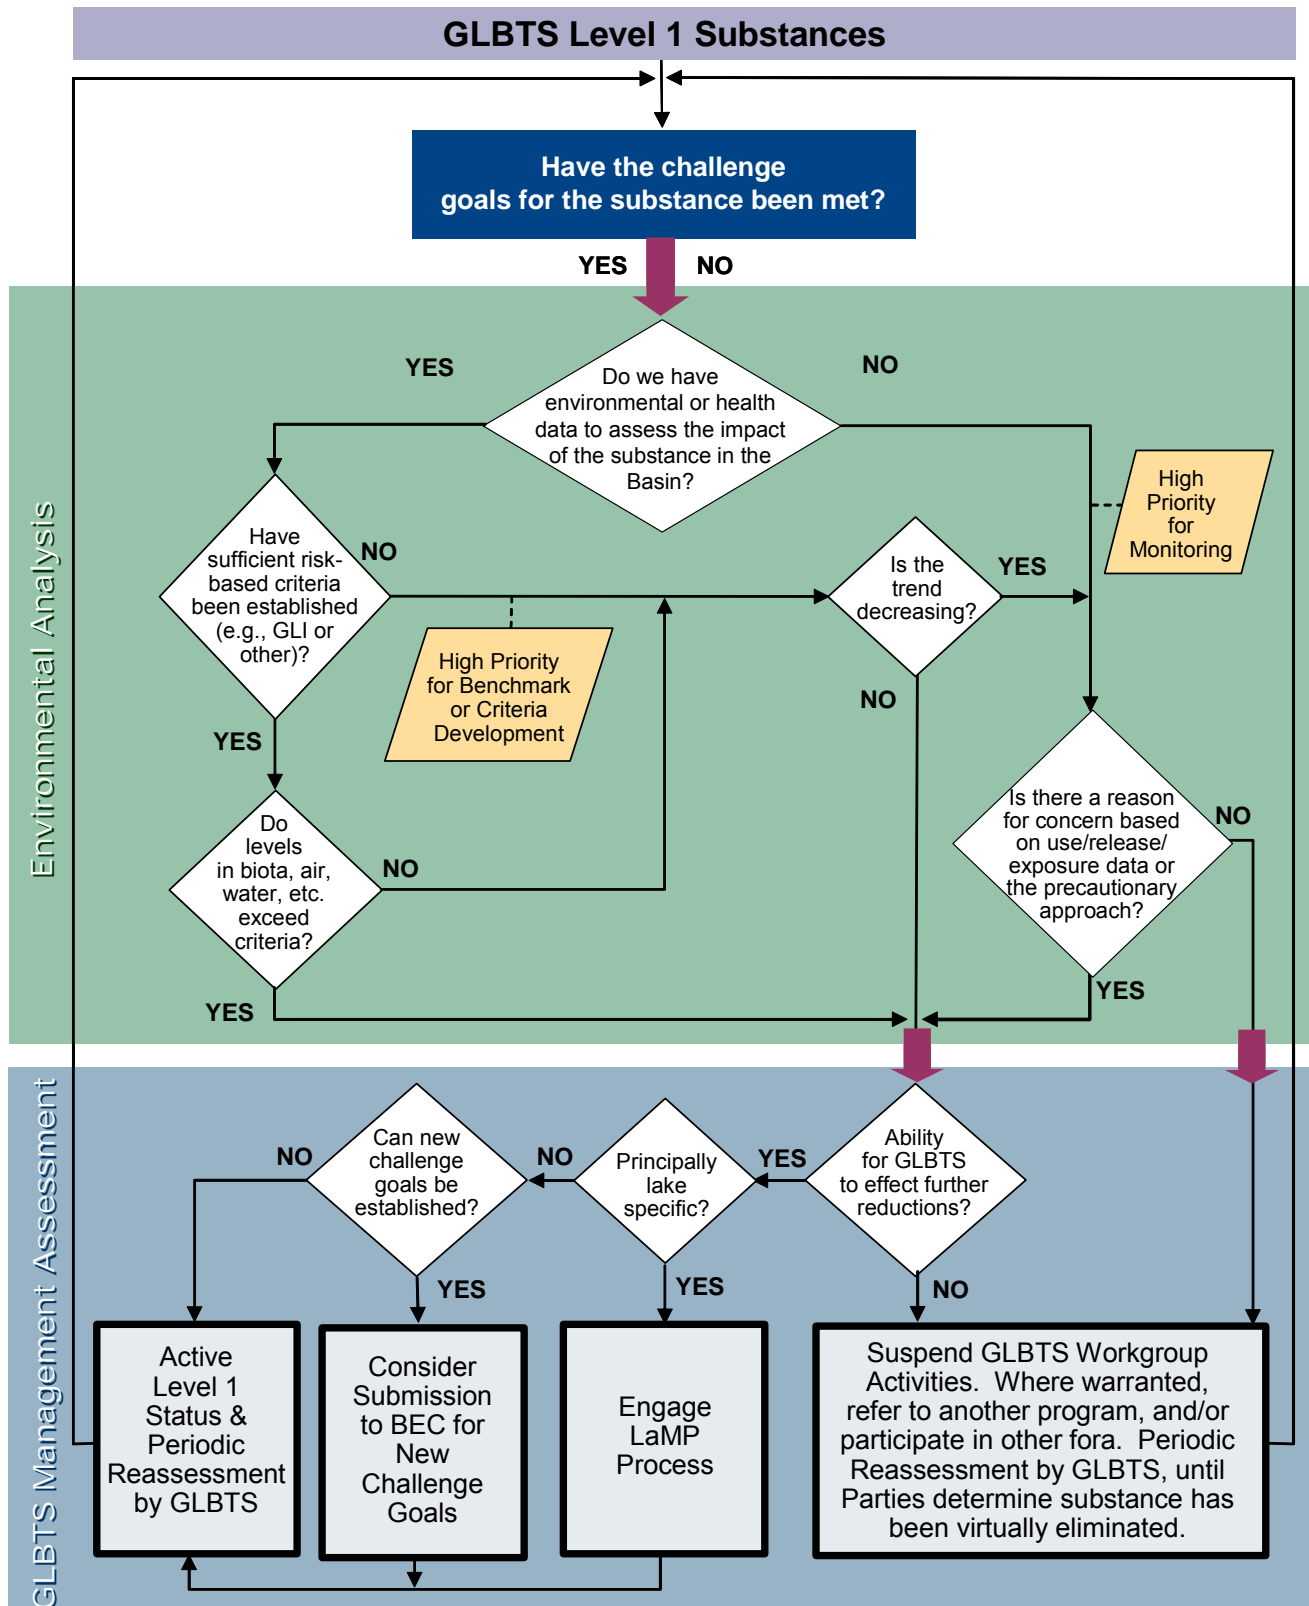 GLBTS Level 1 Substances
Have the challenge
goals for the substance been met?
YES
NO
Environmental Analysis
YES
NO
Do we have
environmental or health
data to assess the impact
of the substance in the
Basin?
High
Priority
for
Monitoring
Have
sufficient risk-
based criteria
been established
(e.g., GLI or
other)?
NO
Is the
trend
decreasing?
YES
High Priority
for Benchmark
or Criteria
Development
NO
YES
Do
levels
in biota, air,
water, etc.
exceed
criteria?
NO
Is there a reason
for concern based
on use/release/
exposure data or
the precautionary
approach?
NO
YES
YES
GLBTS Management Assessment
NO
Can new
challenge
goals be
established?
NO
Principally
lake
specific?
YES
Ability
for GLBTS
to effect further
reductions?
YES
YES
NO
Active
Level 1
Status &
Periodic
Reassessment
by GLBTS
Consider
Submission
to BEC for
New
Challenge
Goals
Engage
LaMP
Process
Suspend GLBTS Workgroup
Activities.  Where warranted,
refer to another program, and/or
participate in other fora.  Periodic
Reassessment by GLBTS, until
Parties determine substance has
been virtually eliminated.